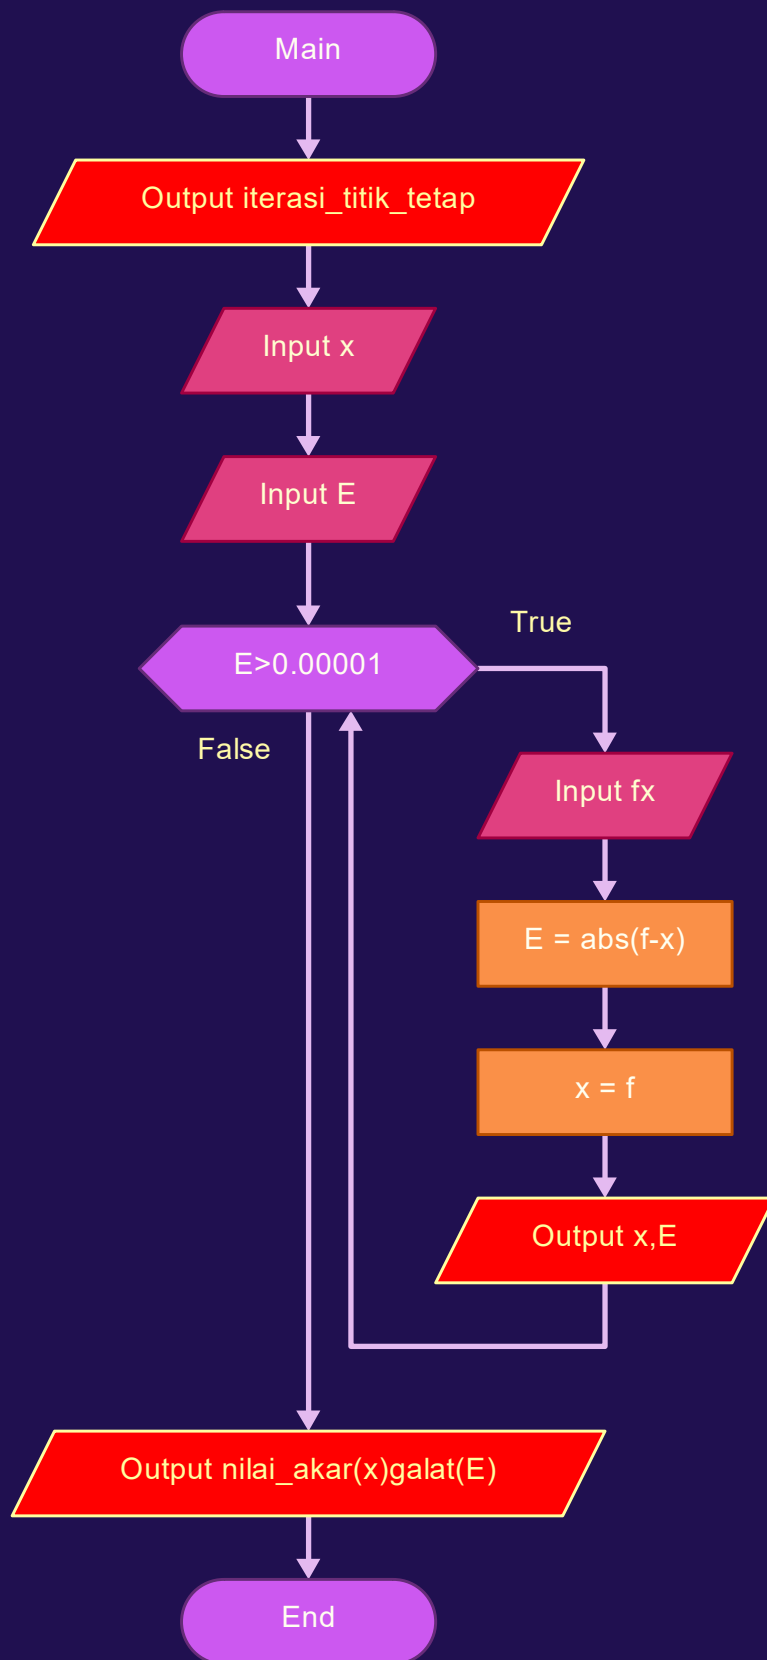 Main
Output iterasi_titik_tetap
Input x
Input E
E>0.00001
True
False
Input fx
E = abs(f-x)
x = f
Output x,E
Output nilai_akar(x)galat(E)
End